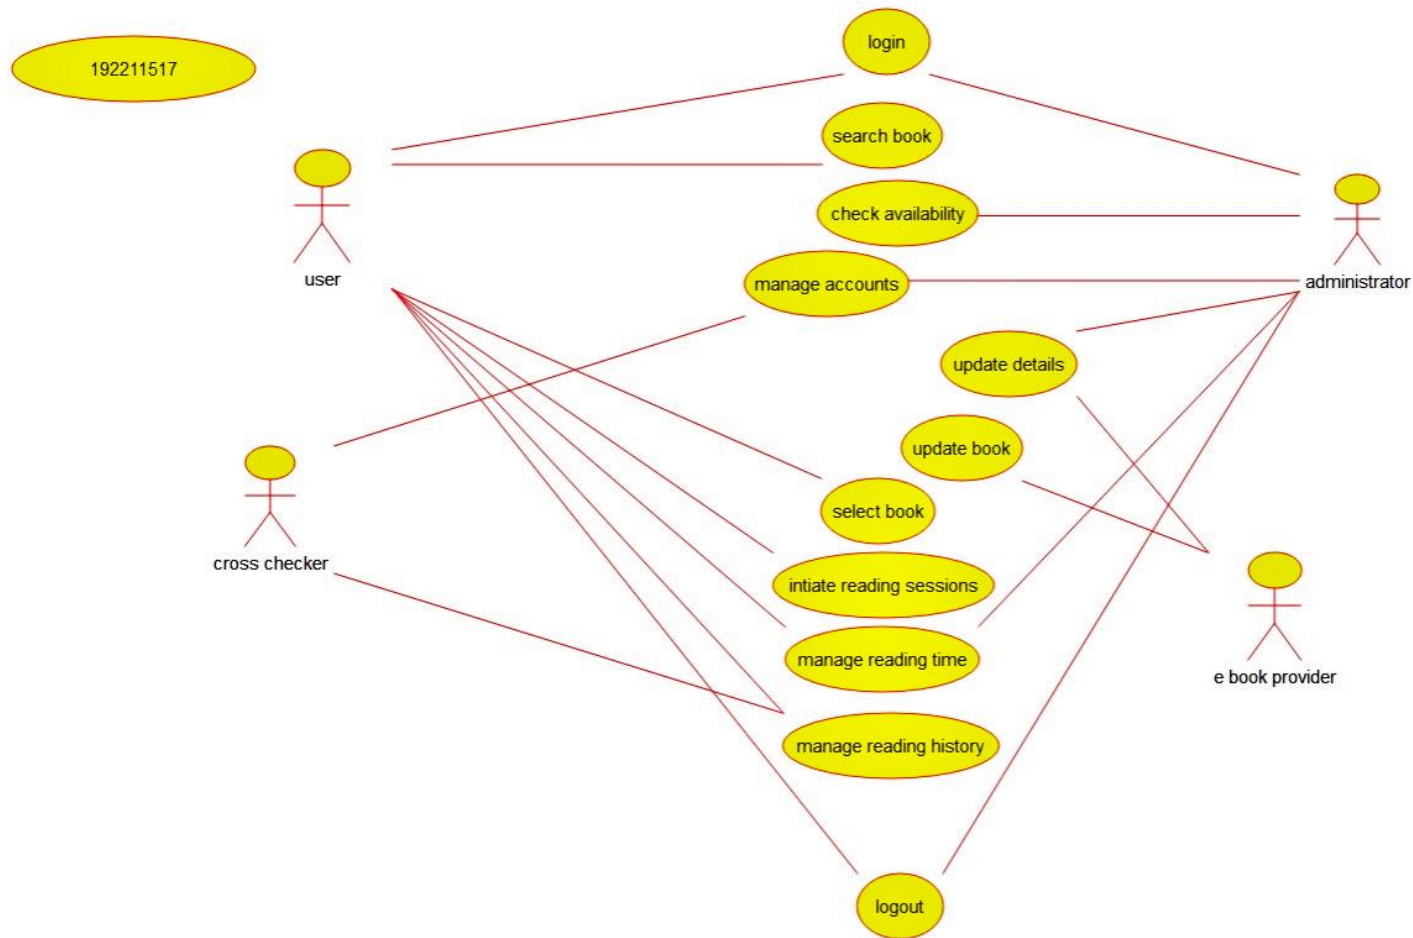 192211517
login
search book
user
check availability
administrator
manage accounts
update details
update book
select book
cross checker
intiate reading sessions
manage reading time
e book provider
manage reading history
logout